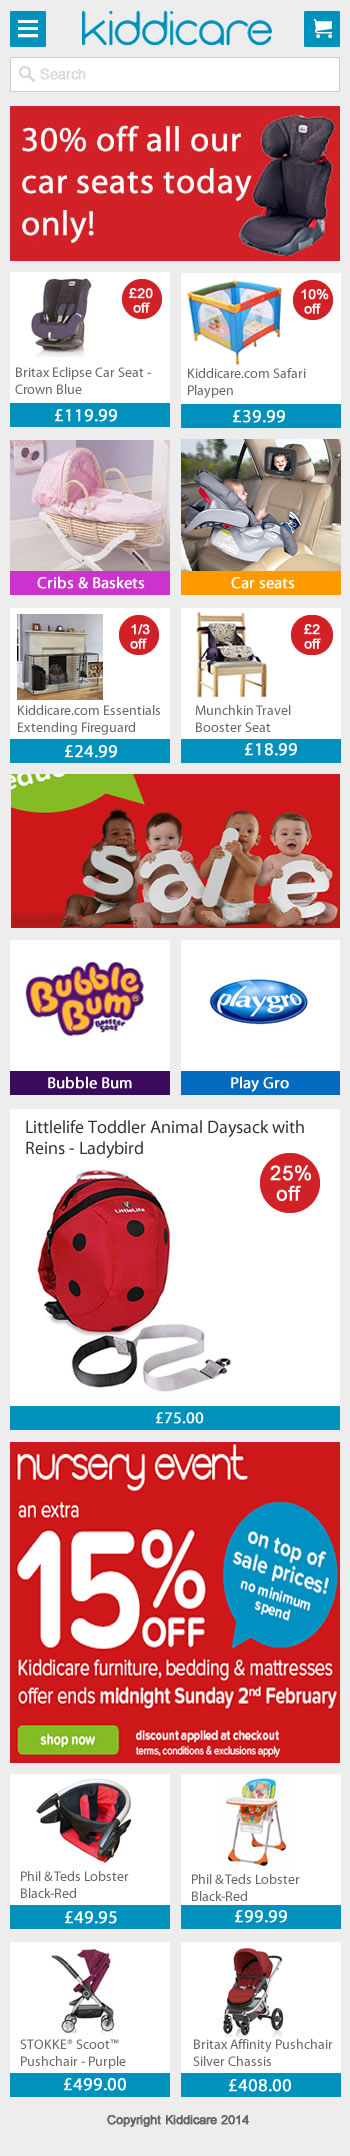 kiddicare
Search
30% off all our
car seats today
only!
£20
off
Britax Eclipse Car Seat -
Crown Blue
£119.99
10%
off
Kiddicare.com Safari
Playpen
£39.99
Cribs & Baskets
Car seats
1/3
off
Kiddicare.com Essentials
Extending Fireguard
£24.99
£2
off
Munchkin Travel
Booster Seat
£18.99
sale
Bubble
Bum®
Booster
Seat
Bubble Bum
playgro
Play Gro
Littlelife Toddler Animal Daysack with
Reins - Ladybird
25%
off
LittleLife
£75.00
nursery event
an extra
15%
OFF
on top of
sale prices!
no minimum
spend
Kiddicare furniture, bedding & mattresses
offer ends midnight Sunday 2nd February
shop now
discount applied at checkout
terms, conditions & exclusions apply
Phil & Teds Lobster
Black-Red
£49.95
Phil & Teds Lobster
Black-Red
£99.99
STOKKE® Scoot™
Pushchair - Purple
£499.00
Britax Affinity Pushchair
Silver Chassis
£408.00
Copyright Kiddicare 2014